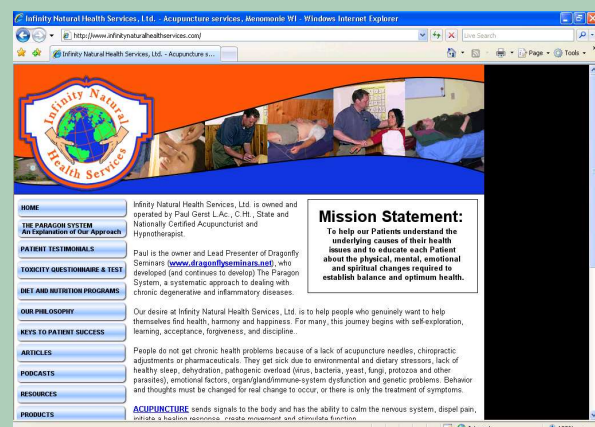 Infinity Natural Health Services, Ltd. - Acupuncture services, Menomonie WI - Windows Internet Explorer
http://www.infinitynaturalhealthservices.com/
Live Search
Infinity Natural Health Services, Ltd. - Acupuncture s...
Page
Tools
Infinity Natural
Health Services
HOME
THE PARAGON SYSTEM
An Explanation of Our Approach
PATIENT TESTIMONIALS
TOXICITY QUESTIONNAIRE & TEST
DIET AND NUTRITION PROGRAMS
OUR PHILOSOPHY
KEYS TO PATIENT SUCCESS
ARTICLES
PODCASTS
RESOURCES
PRODUCTS
Infinity Natural Health Services, Ltd. is owned and
operated by Paul Gerst L.Ac., C.Ht., State and
Nationally Certified Acupuncturist and
Hypnotherapist.
Paul is the owner and Lead Presenter of Dragonfly
Seminars (www.dragonflyseminars.net), who
developed (and continues to develop) The Paragon
System, a systematic approach to dealing with
chronic degenerative and inflammatory diseases.
Mission Statement:
To help our Patients understand the
underlying causes of their health
issues and to educate each Patient
about the physical, mental, emotional
and spiritual changes required to
establish balance and optimum health.
Our desire at Infinity Natural Health Services, Ltd. is to help people who genuinely want to help
themselves find health, harmony and happiness. For many, this journey begins with self-exploration,
learning, acceptance, forgiveness, and discipline..
People do not get chronic health problems because of a lack of acupuncture needles, chiropractic
adjustments or pharmaceuticals. They get sick due to environmental and dietary stressors, lack of
healthy sleep, dehydration, pathogenic overload (virus, bacteria, yeast, fungi, protozoa and other
parasites), emotional factors, organ/gland/immune-system dysfunction and genetic problems. Behavior
and thoughts must be changed for real change to occur, or there is only the treatment of symptoms.
ACUPUNCTURE sends signals to the body and has the ability to calm the nervous system, dispel pain,
initiate a healing response, create movement and stimulate function